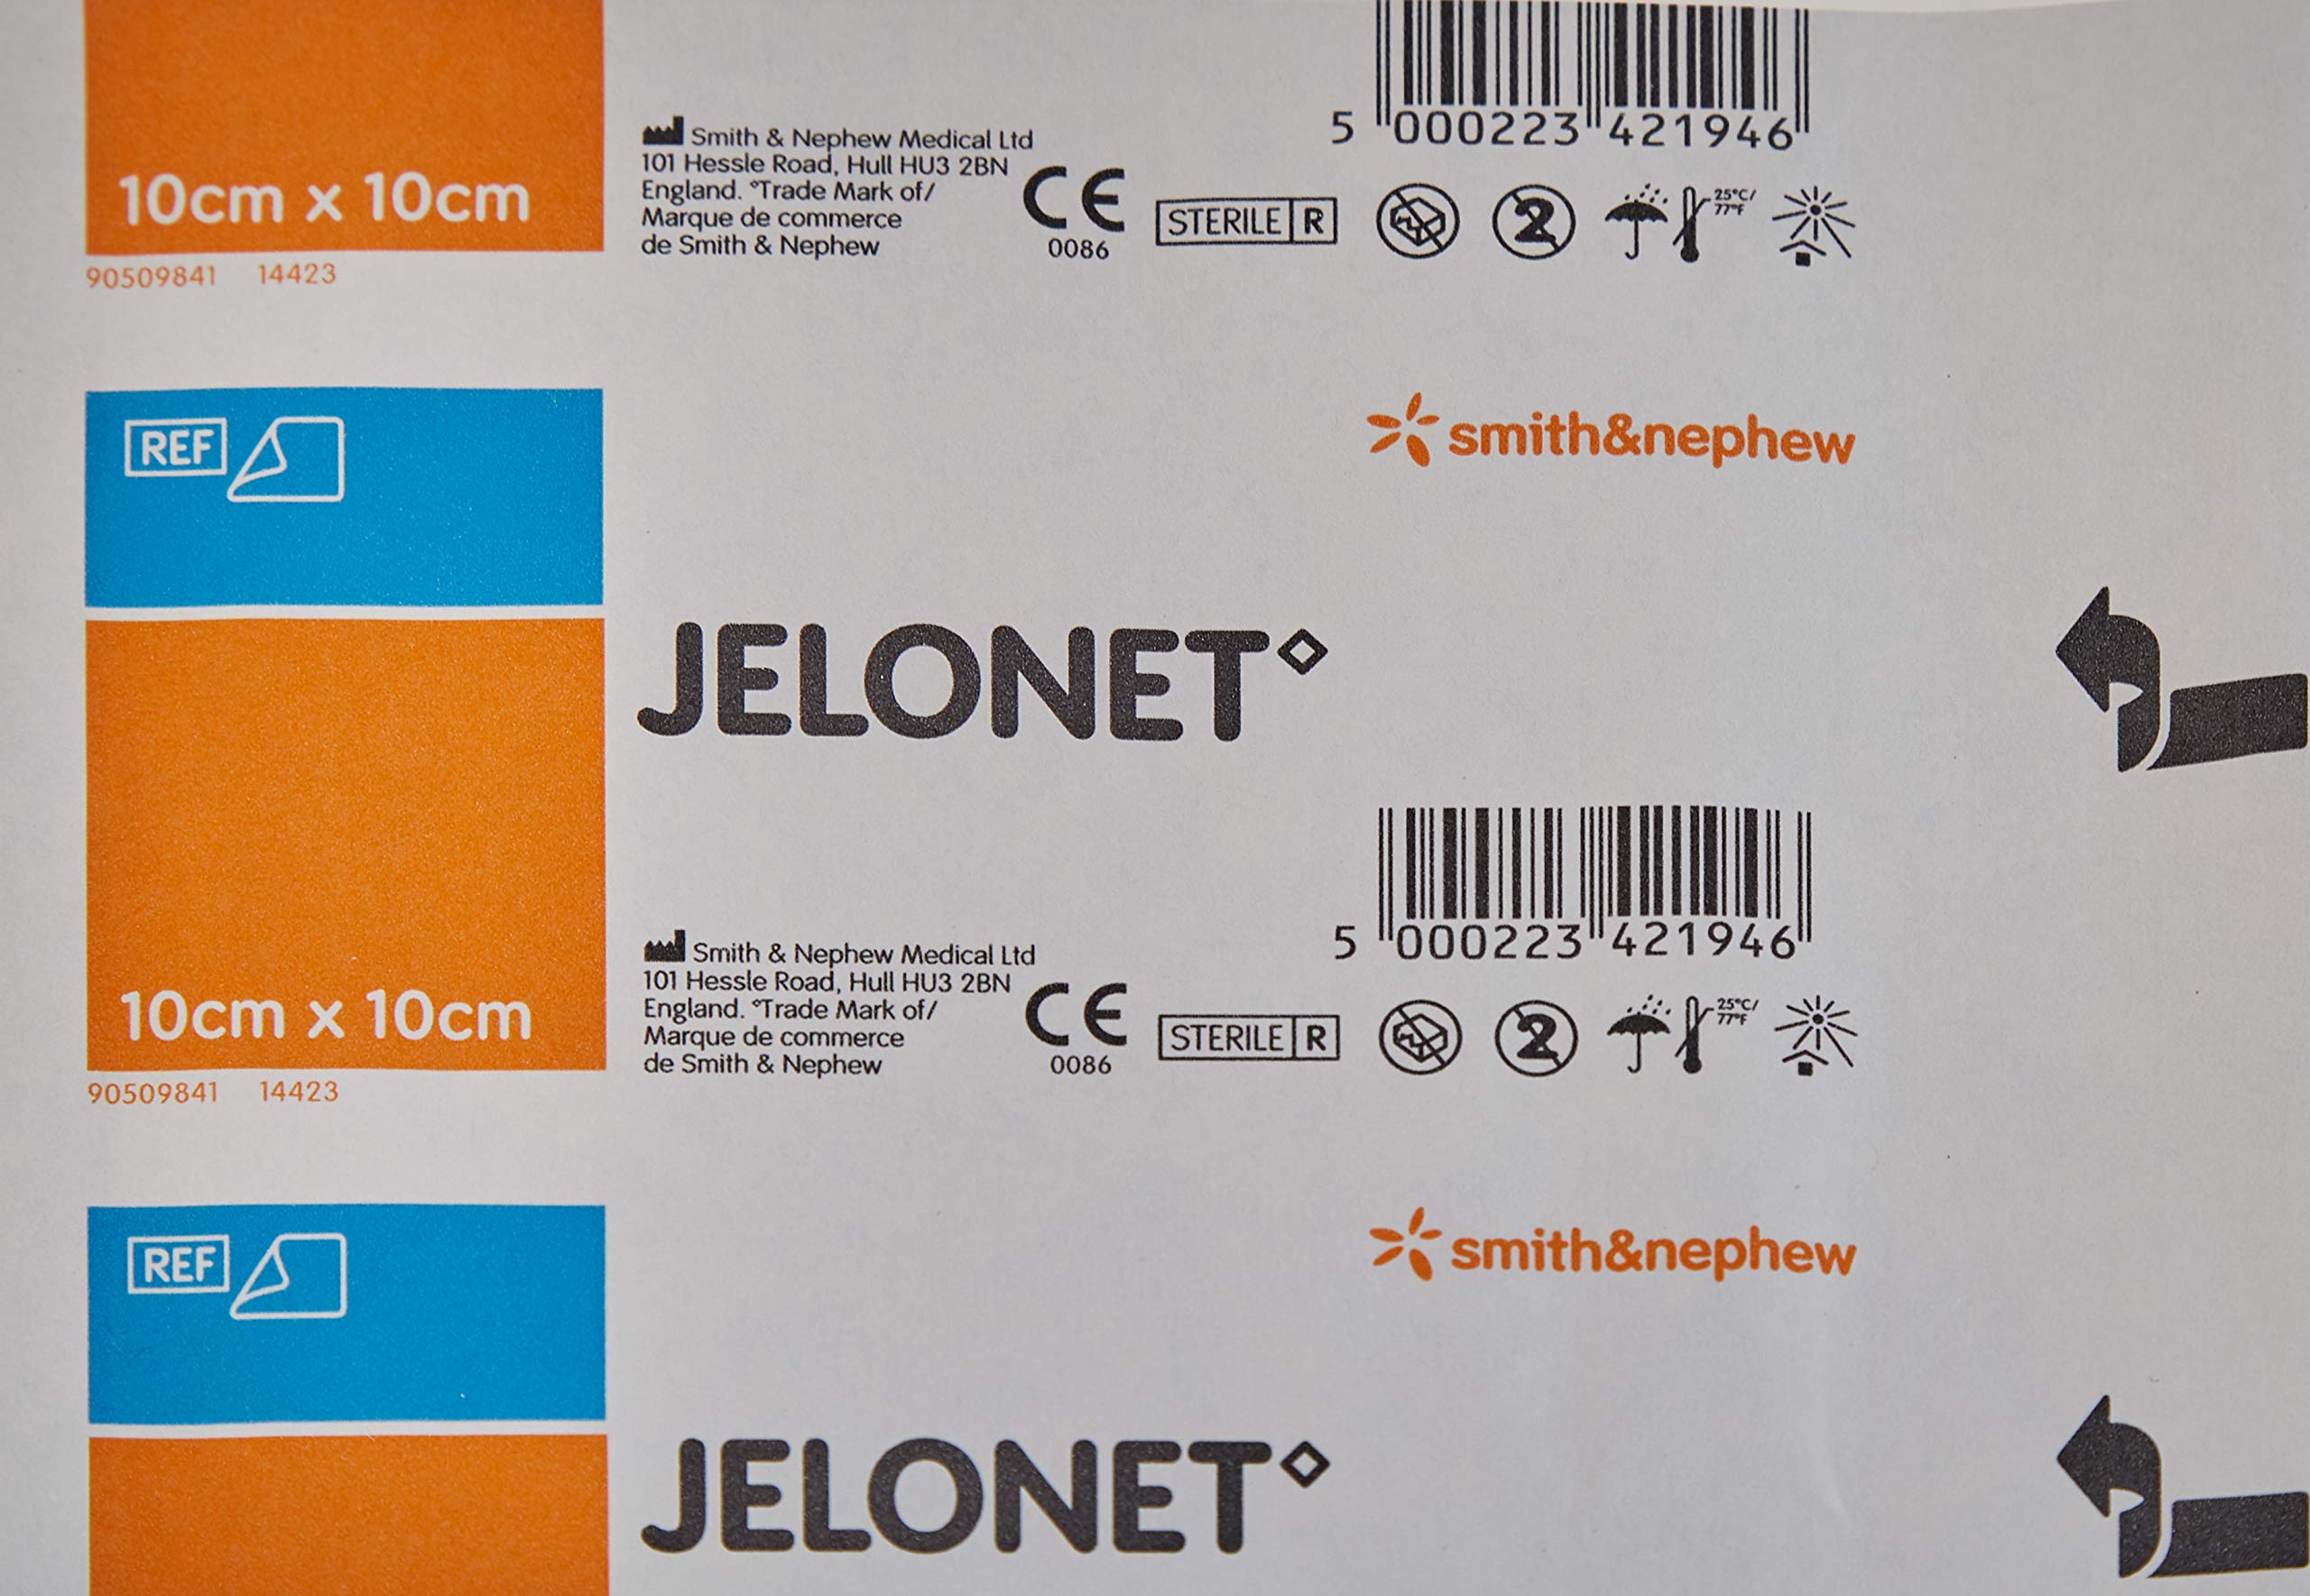 5 000223 421946
Smith & Nephew Medical Ltd
101 Hessle Road, Hull HU3 2BN
England. ◊Trade Mark of/
Marque de commerce
de Smith & Nephew
CE
0086
STERILE R
2
25°C/
77°F
10cm x 10cm
90509841 14423
REF
smith&nephew
JELONET◊
5 000223 421946
Smith & Nephew Medical Ltd
101 Hessle Road, Hull HU3 2BN
England. ◊Trade Mark of/
Marque de commerce
de Smith & Nephew
CE
0086
STERILE R
2
25°C/
77°F
10cm x 10cm
90509841 14423
REF
smith&nephew
JELONET◊